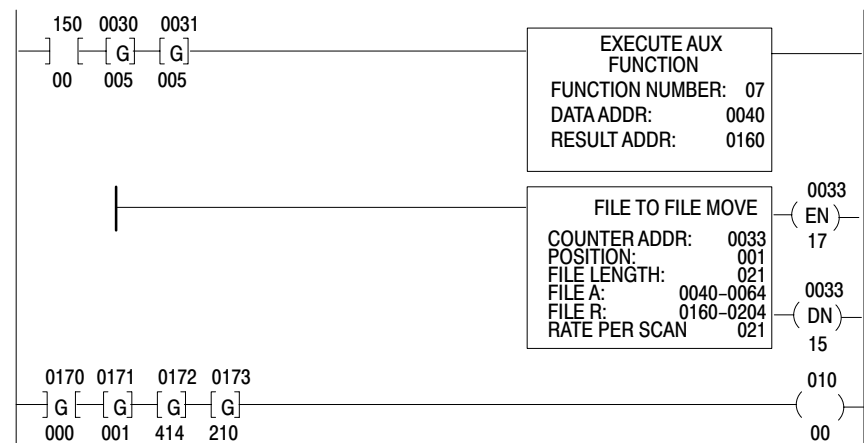 150 0030 0031
] [ [ G] [ G]
00 005 005
EXECUTE AUX
FUNCTION
FUNCTION NUMBER: 07
DATA ADDR: 0040
RESULT ADDR: 0160
FILE TO FILE MOVE
COUNTER ADDR: 0033
POSITION: 001
FILE LENGTH: 021
FILE A: 0040–0064
FILE R: 0160–0204
RATE PER SCAN 021
0033
( EN )
17
0033
( DN )
15
0170 0171 0172 0173
] G [ [ G] [ G] [ G]
000 001 414 210
010
( )
00